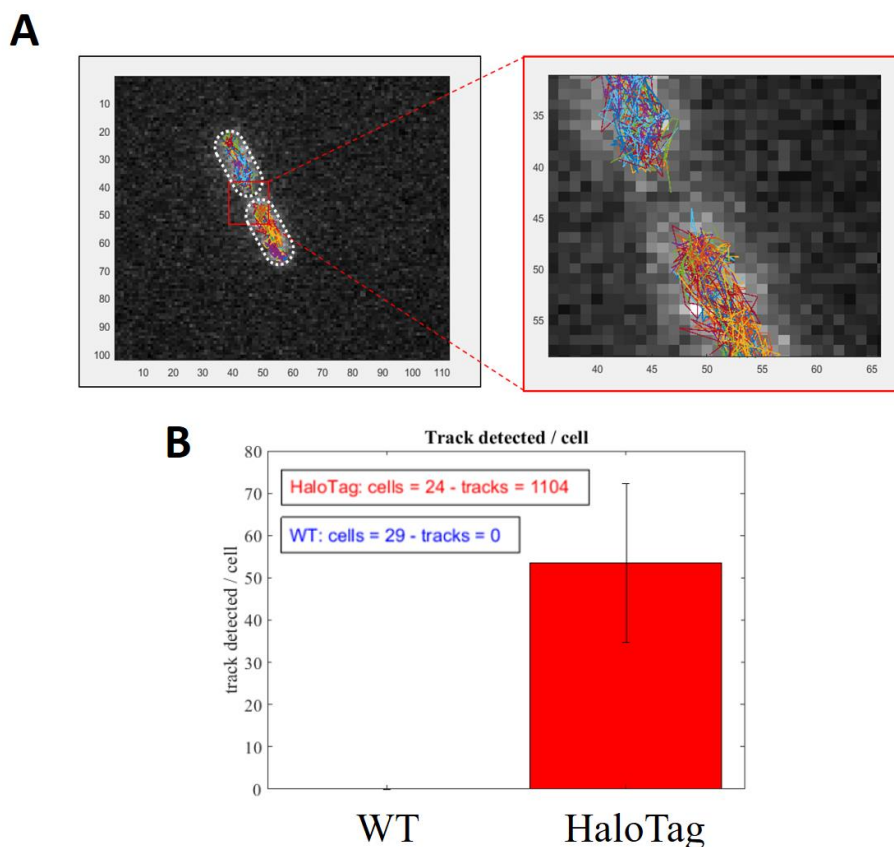 A
10
20
30
40
50
60
70
80
90
100
10 20 30 40 50 60 70 80 90 100 110
35
40
45
50
55
40 45 50 55 60 65
B
Track detected / cell
80
70
60
50
40
30
20
10
0
track detected / cell
HaloTag: cells = 24 - tracks = 1104
WT: cells = 29 - tracks = 0
WT HaloTag